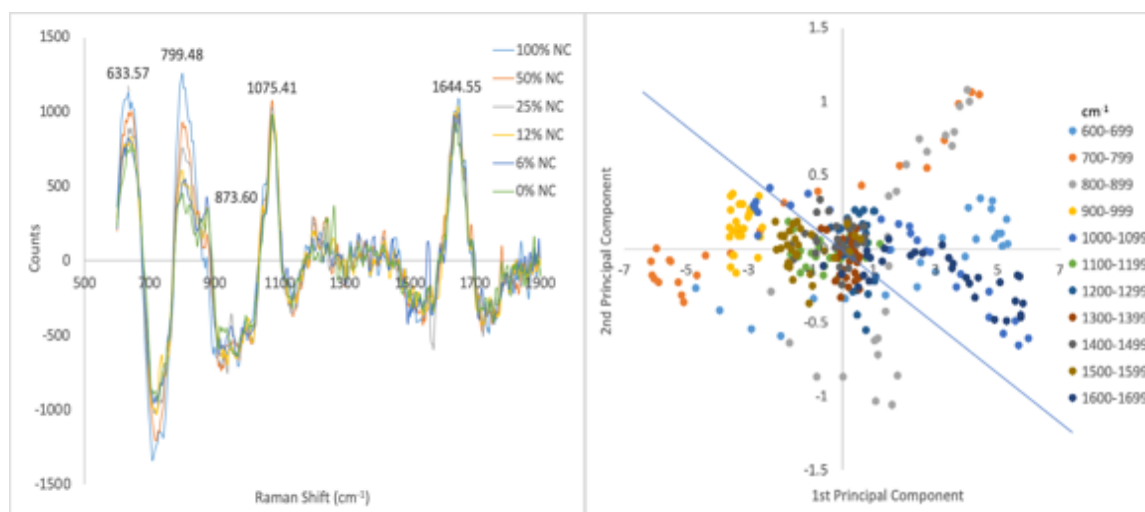 1500
1000
500
0
-500
-1000
-1500
Counts
500 700 900 1100 1300 1500 1700 1900
Raman Shift (cm⁻¹)
633.57
799.48
873.60
1075.41
1644.55
100% NC
50% NC
25% NC
12% NC
6% NC
0% NC
1.5
1
0.5
0
-0.5
-1
-1.5
2nd Principal Component
-7 -5 -3 -1 1 3 5 7
1st Principal Component
cm⁻¹
600-699
700-799
800-899
900-999
1000-1099
1100-1199
1200-1299
1300-1399
1400-1499
1500-1599
1600-1699